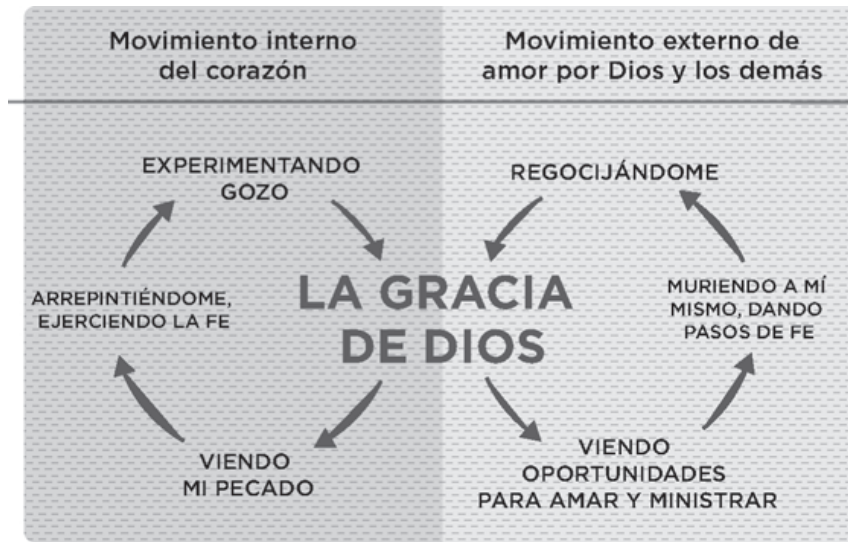 Movimiento interno
del corazón
Movimiento externo de
amor por Dios y los demás
EXPERIMENTANDO
GOZO
REGOCIJÁNDOME
LA GRACIA
DE DIOS
ARREPINTIÉNDOME,
EJERCIENDO LA FE
MURIENDO A MÍ
MISMO, DANDO
PASOS DE FE
VIENDO
MI PECADO
VIENDO
OPORTUNIDADES
PARA AMAR Y MINISTRAR